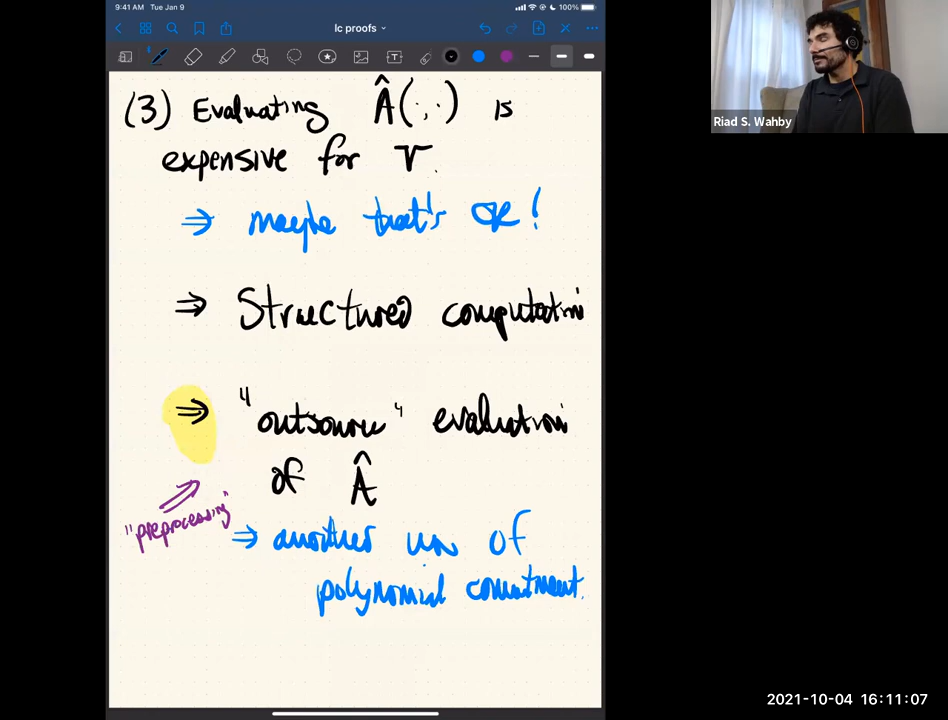 9:41 AM Tue Jan 9
100%
lc proofs
(3) Evaluating Â(·,·) is
expensive for V.
⇒ maybe that's OK!
⇒ Structured computation
⇒ "outsource" evaluation
of Â
"preprocessing"
⇒ another use of
polynomial commitment.
Riad S. Wahby
2021-10-04 16:11:07